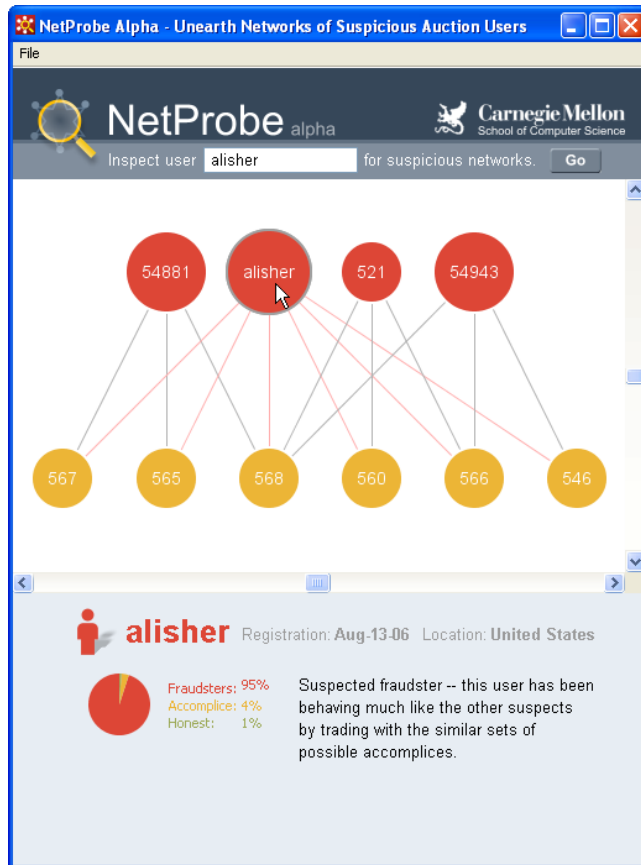 NetProbe Alpha - Unearth Networks of Suspicious Auction Users
File
NetProbe alpha
Carnegie Mellon
School of Computer Science
Inspect user alisher for suspicious networks. Go
54881 alisher 521 54943
567 565 568 560 566 546
alisher Registration: Aug-13-06 Location: United States
Fraudsters: 95%
Accomplice: 4%
Honest: 1%
Suspected fraudster -- this user has been
behaving much like the other suspects
by trading with the similar sets of
possible accomplices.